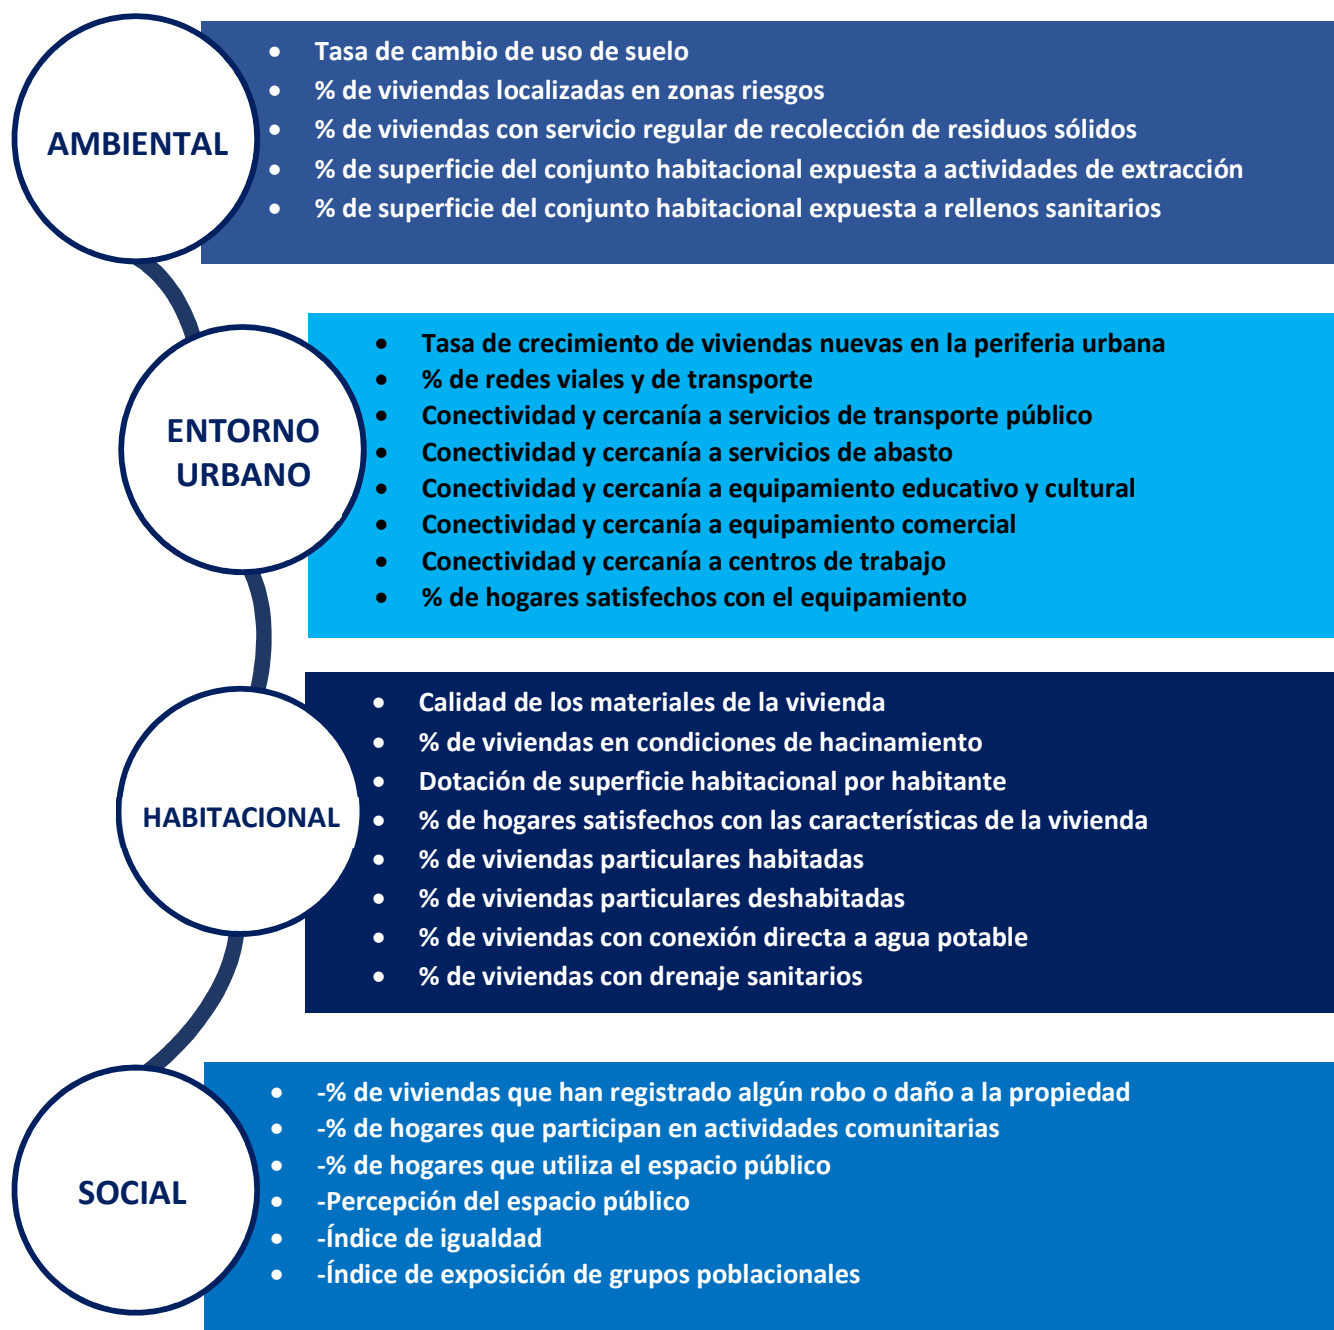 AMBIENTAL
• Tasa de cambio de uso de suelo
• % de viviendas localizadas en zonas riesgos
• % de viviendas con servicio regular de recolección de residuos sólidos
• % de superficie del conjunto habitacional expuesta a actividades de extracción
• % de superficie del conjunto habitacional expuesta a rellenos sanitarios
ENTORNO
URBANO
• Tasa de crecimiento de viviendas nuevas en la periferia urbana
• % de redes viales y de transporte
• Conectividad y cercanía a servicios de transporte público
• Conectividad y cercanía a servicios de abasto
• Conectividad y cercanía a equipamiento educativo y cultural
• Conectividad y cercanía a equipamiento comercial
• Conectividad y cercanía a centros de trabajo
• % de hogares satisfechos con el equipamiento
HABITACIONAL
• Calidad de los materiales de la vivienda
• % de viviendas en condiciones de hacinamiento
• Dotación de superficie habitacional por habitante
• % de hogares satisfechos con las características de la vivienda
• % de viviendas particulares habitadas
• % de viviendas particulares deshabitadas
• % de viviendas con conexión directa a agua potable
• % de viviendas con drenaje sanitarios
SOCIAL
• -% de viviendas que han registrado algún robo o daño a la propiedad
• -% de hogares que participan en actividades comunitarias
• -% de hogares que utiliza el espacio público
• -Percepción del espacio público
• -Índice de igualdad
• -Índice de exposición de grupos poblacionales